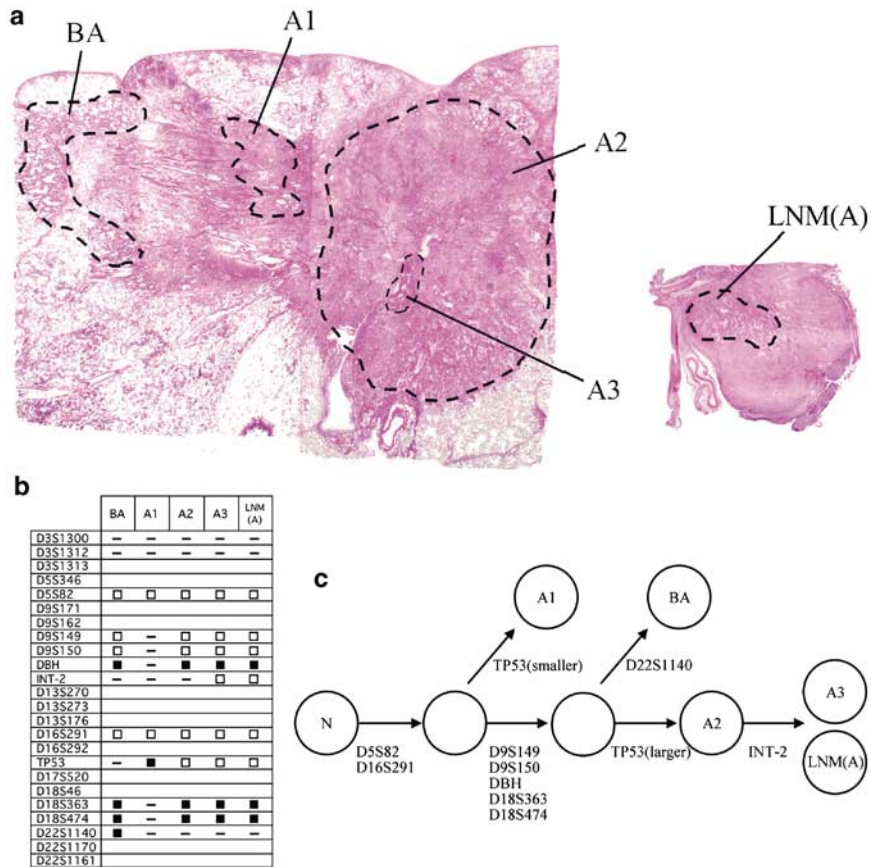 a
BA
A1
A2
LNM(A)
A3
b
BA A1 A2 A3 LNM (A)
D3S1300 – – – – –
D3S1312 – – – – –
D3S1313
D5S346
D5S82 □ □ □ □ □
D9S171
D9S162
D9S149 □ – □ □ □
D9S150 □ – □ □ □
DBH ■ – ■ ■ ■
INT-2 – – – □ □
D13S270
D13S273
D13S176
D16S291 □ □ □ □ □
D16S292
TP53 – ■ □ □ □
D17S520
D18S46
D18S363 ■ – ■ ■ ■
D18S474 ■ – ■ ■ ■
D22S1140 ■ – – – –
D22S1170
D22S1161
c
A1
BA
TP53(smaller)
D22S1140
N
A2
A3
LNM(A)
D5S82
D16S291
D9S149
D9S150
DBH
D18S363
D18S474
TP53(larger)
INT-2